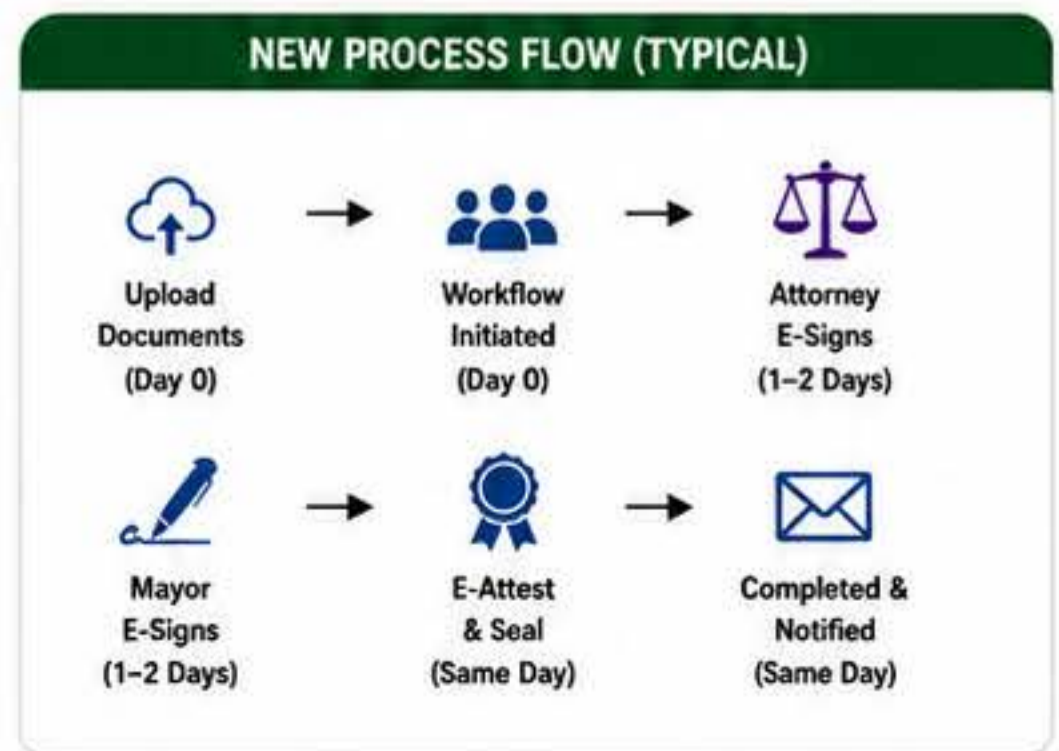 NEW PROCESS FLOW (TYPICAL)
Upload
Documents
(Day 0)
Workflow
Initiated
(Day 0)
Attorney
E-Signs
(1–2 Days)
Mayor
E-Signs
(1–2 Days)
E-Attest
& Seal
(Same Day)
Completed &
Notified
(Same Day)